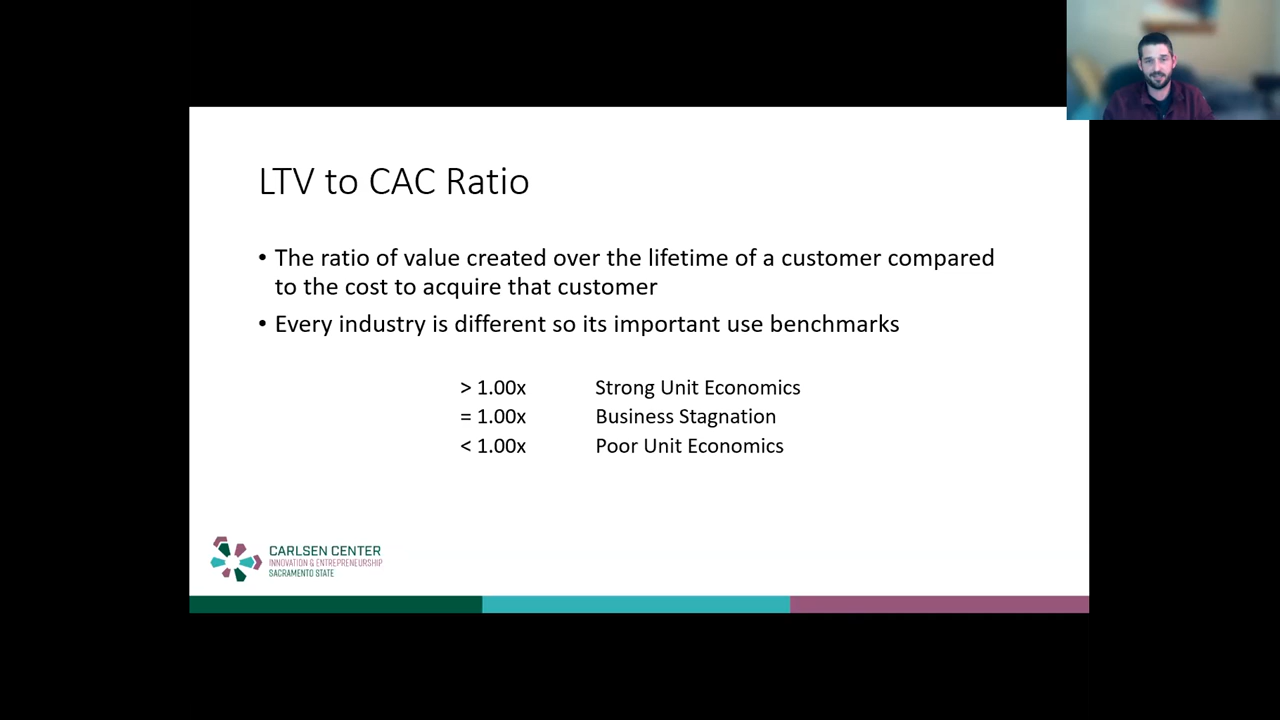 LTV to CAC Ratio
• The ratio of value created over the lifetime of a customer compared
to the cost to acquire that customer
• Every industry is different so its important use benchmarks
> 1.00x Strong Unit Economics
= 1.00x Business Stagnation
< 1.00x Poor Unit Economics
CARLSEN CENTER
INNOVATION & ENTREPRENEURSHIP
SACRAMENTO STATE